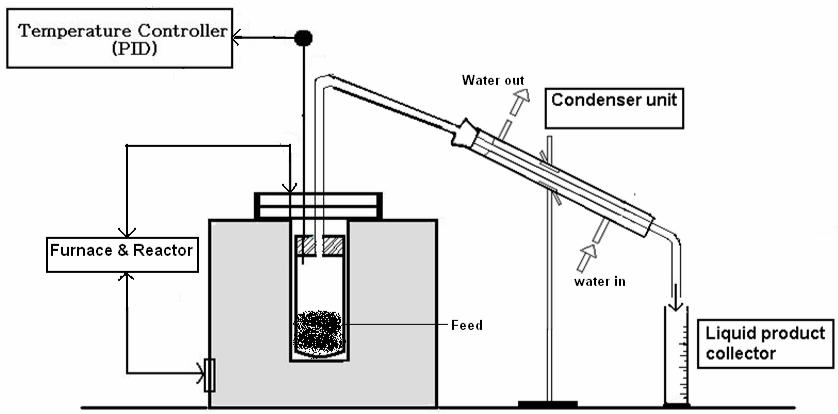 Temperature Controller
(PID)
Water out
Condenser unit
Furnace & Reactor
water in
Feed
Liquid product
collector